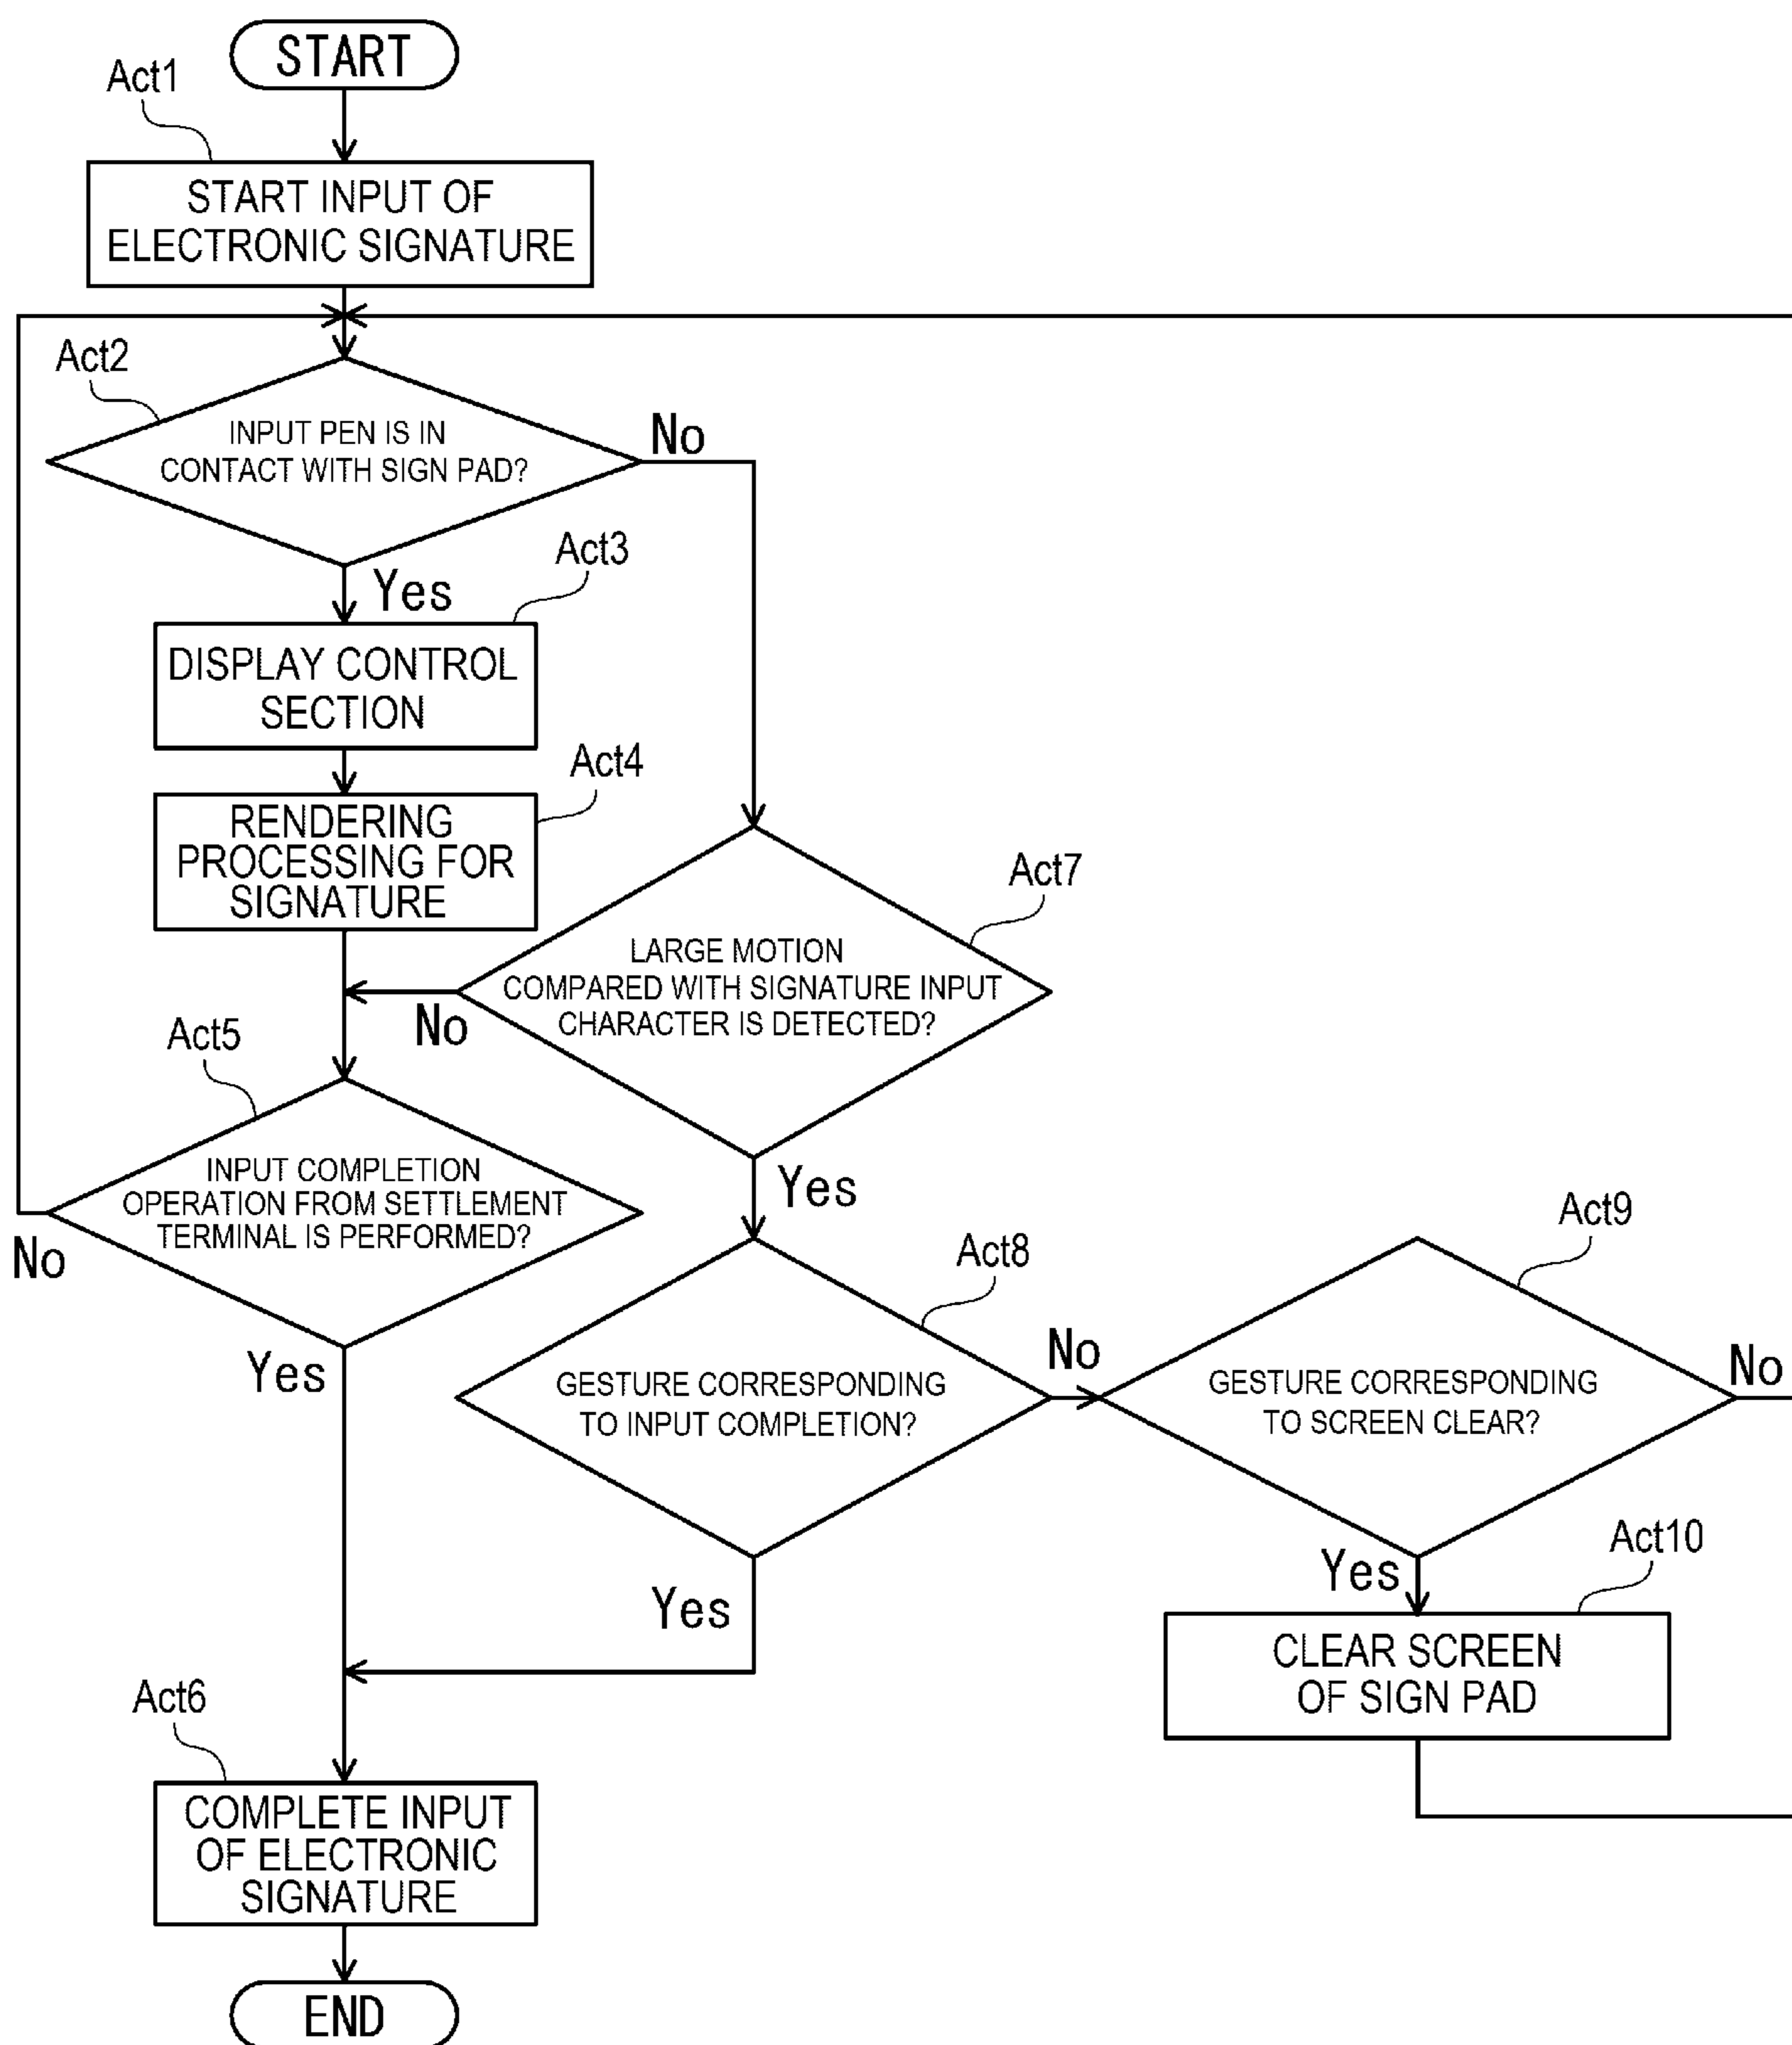 START
Act1
START INPUT OF
ELECTRONIC SIGNATURE
Act2
INPUT PEN IS IN
CONTACT WITH SIGN PAD?
No
Yes
Act3
DISPLAY CONTROL
SECTION
Act4
RENDERING
PROCESSING FOR
SIGNATURE
Act7
LARGE MOTION
COMPARED WITH SIGNATURE INPUT
CHARACTER IS DETECTED?
No
Yes
Act5
INPUT COMPLETION
OPERATION FROM SETTLEMENT
TERMINAL IS PERFORMED?
No
Yes
Act8
GESTURE CORRESPONDING
TO INPUT COMPLETION?
No
Yes
Act9
GESTURE CORRESPONDING
TO SCREEN CLEAR?
No
Yes
Act10
CLEAR SCREEN
OF SIGN PAD
Act6
COMPLETE INPUT
OF ELECTRONIC
SIGNATURE
END